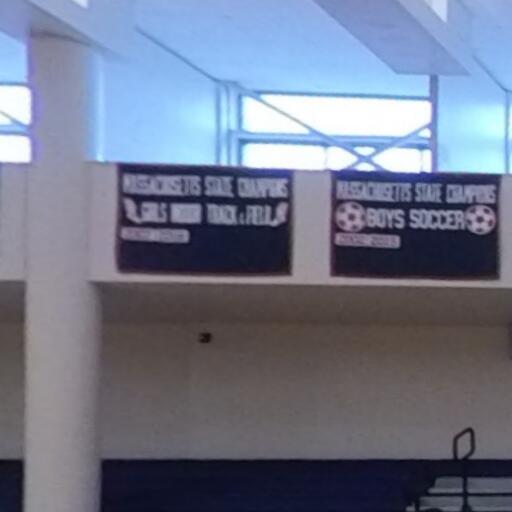 MASSACHUSETTS STATE CHAMPIONS
GIRLS INDOOR TRACK & FIELD
MASSACHUSETTS STATE CHAMPIONS
BOYS SOCCER